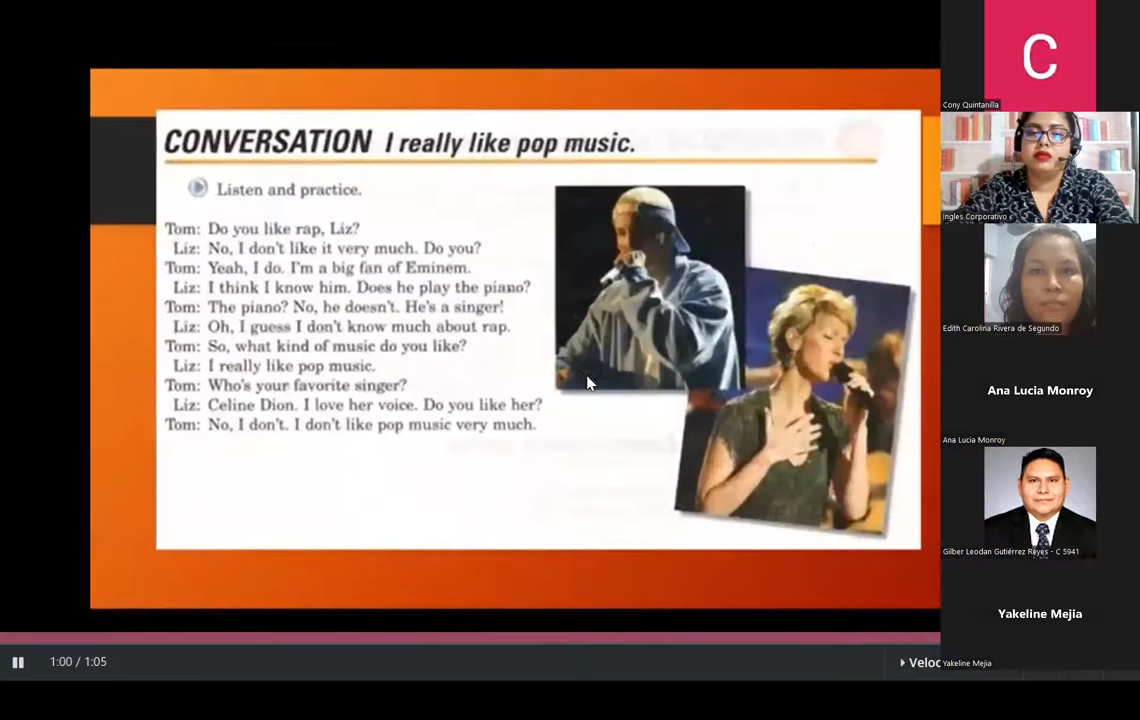 CONVERSATION I really like pop music.
Listen and practice.
Tom: Do you like rap, Liz?
Liz: No, I don't like it very much. Do you?
Tom: Yeah, I do. I'm a big fan of Eminem.
Liz: I think I know him. Does he play the piano?
Tom: The piano? No, he doesn't. He's a singer!
Liz: Oh, I guess I don't know much about rap.
Tom: So, what kind of music do you like?
Liz: I really like pop music.
Tom: Who's your favorite singer?
Liz: Celine Dion. I love her voice. Do you like her?
Tom: No, I don't. I don't like pop music very much.
1:00 / 1:05
Veloc
C
Cony Quintanilla
Ingles Corporativo
Edith Carolina Rivera de Segundo
Ana Lucia Monroy
Ana Lucia Monroy
Gilber Leodan Gutiérrez Reyes - C 5941
Yakeline Mejia
Yakeline Mejia